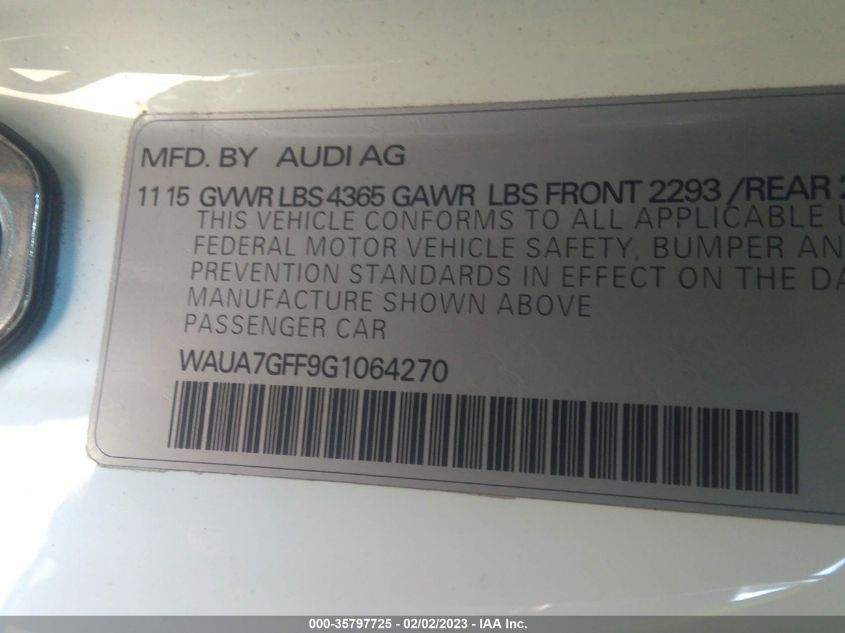 MFD. BY AUDI AG
11 15 GVWR LBS 4365 GAWR LBS FRONT 2293 /REAR
THIS VEHICLE CONFORMS TO ALL APPLICABLE
FEDERAL MOTOR VEHICLE SAFETY, BUMPER
PREVENTION STANDARDS IN EFFECT ON THE
MANUFACTURE SHOWN ABOVE
PASSENGER CAR
WAUA7GFF9G1064270
000-35797725 - 02/02/2023 - IAA Inc.